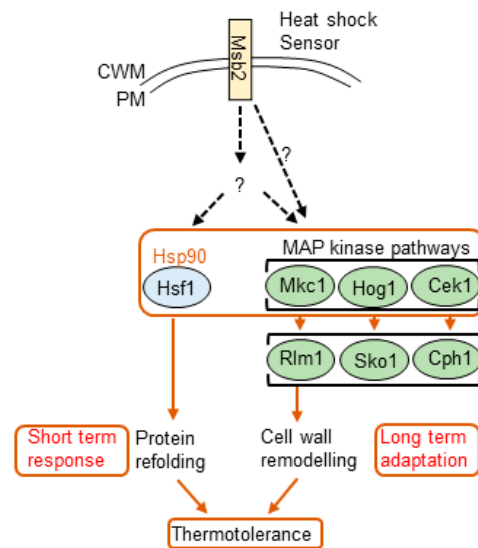 Heat shock
Sensor
Msb2
CWM
PM
?
?
Hsp90
MAP kinase pathways
Hsf1
Mkc1
Hog1
Cek1
Rlm1
Sko1
Cph1
Short term
response
Protein
refolding
Cell wall
remodelling
Long term
adaptation
Thermotolerance